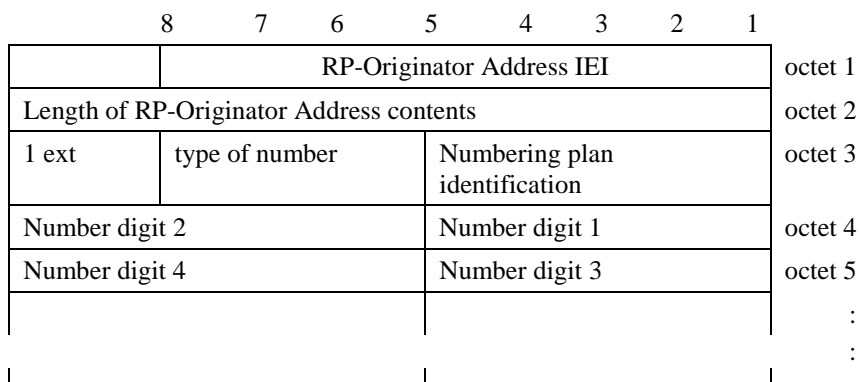 8 7 6 5 4 3 2 1
RP-Originator Address IEI octet 1
Length of RP-Originator Address contents octet 2
1 ext type of number Numbering plan identification octet 3
Number digit 2 Number digit 1 octet 4
Number digit 4 Number digit 3 octet 5
:
: